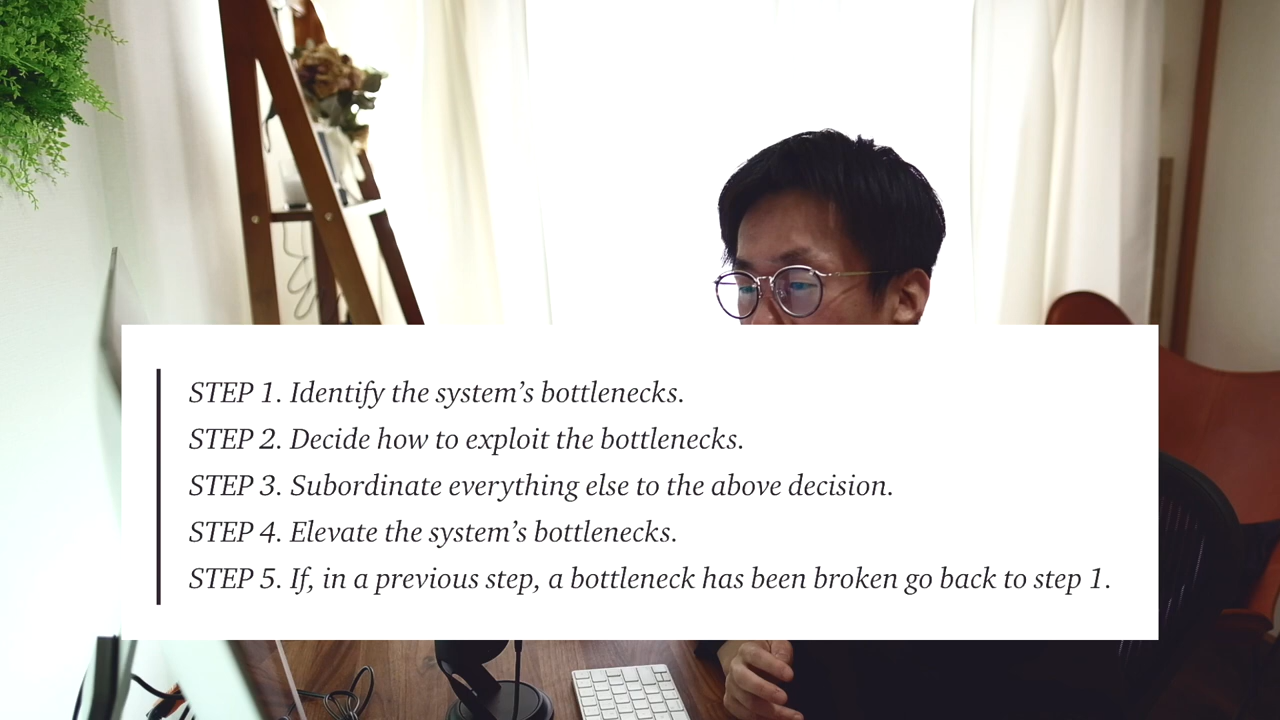 STEP 1. Identify the system’s bottlenecks.
STEP 2. Decide how to exploit the bottlenecks.
STEP 3. Subordinate everything else to the above decision.
STEP 4. Elevate the system’s bottlenecks.
STEP 5. If, in a previous step, a bottleneck has been broken go back to step 1.